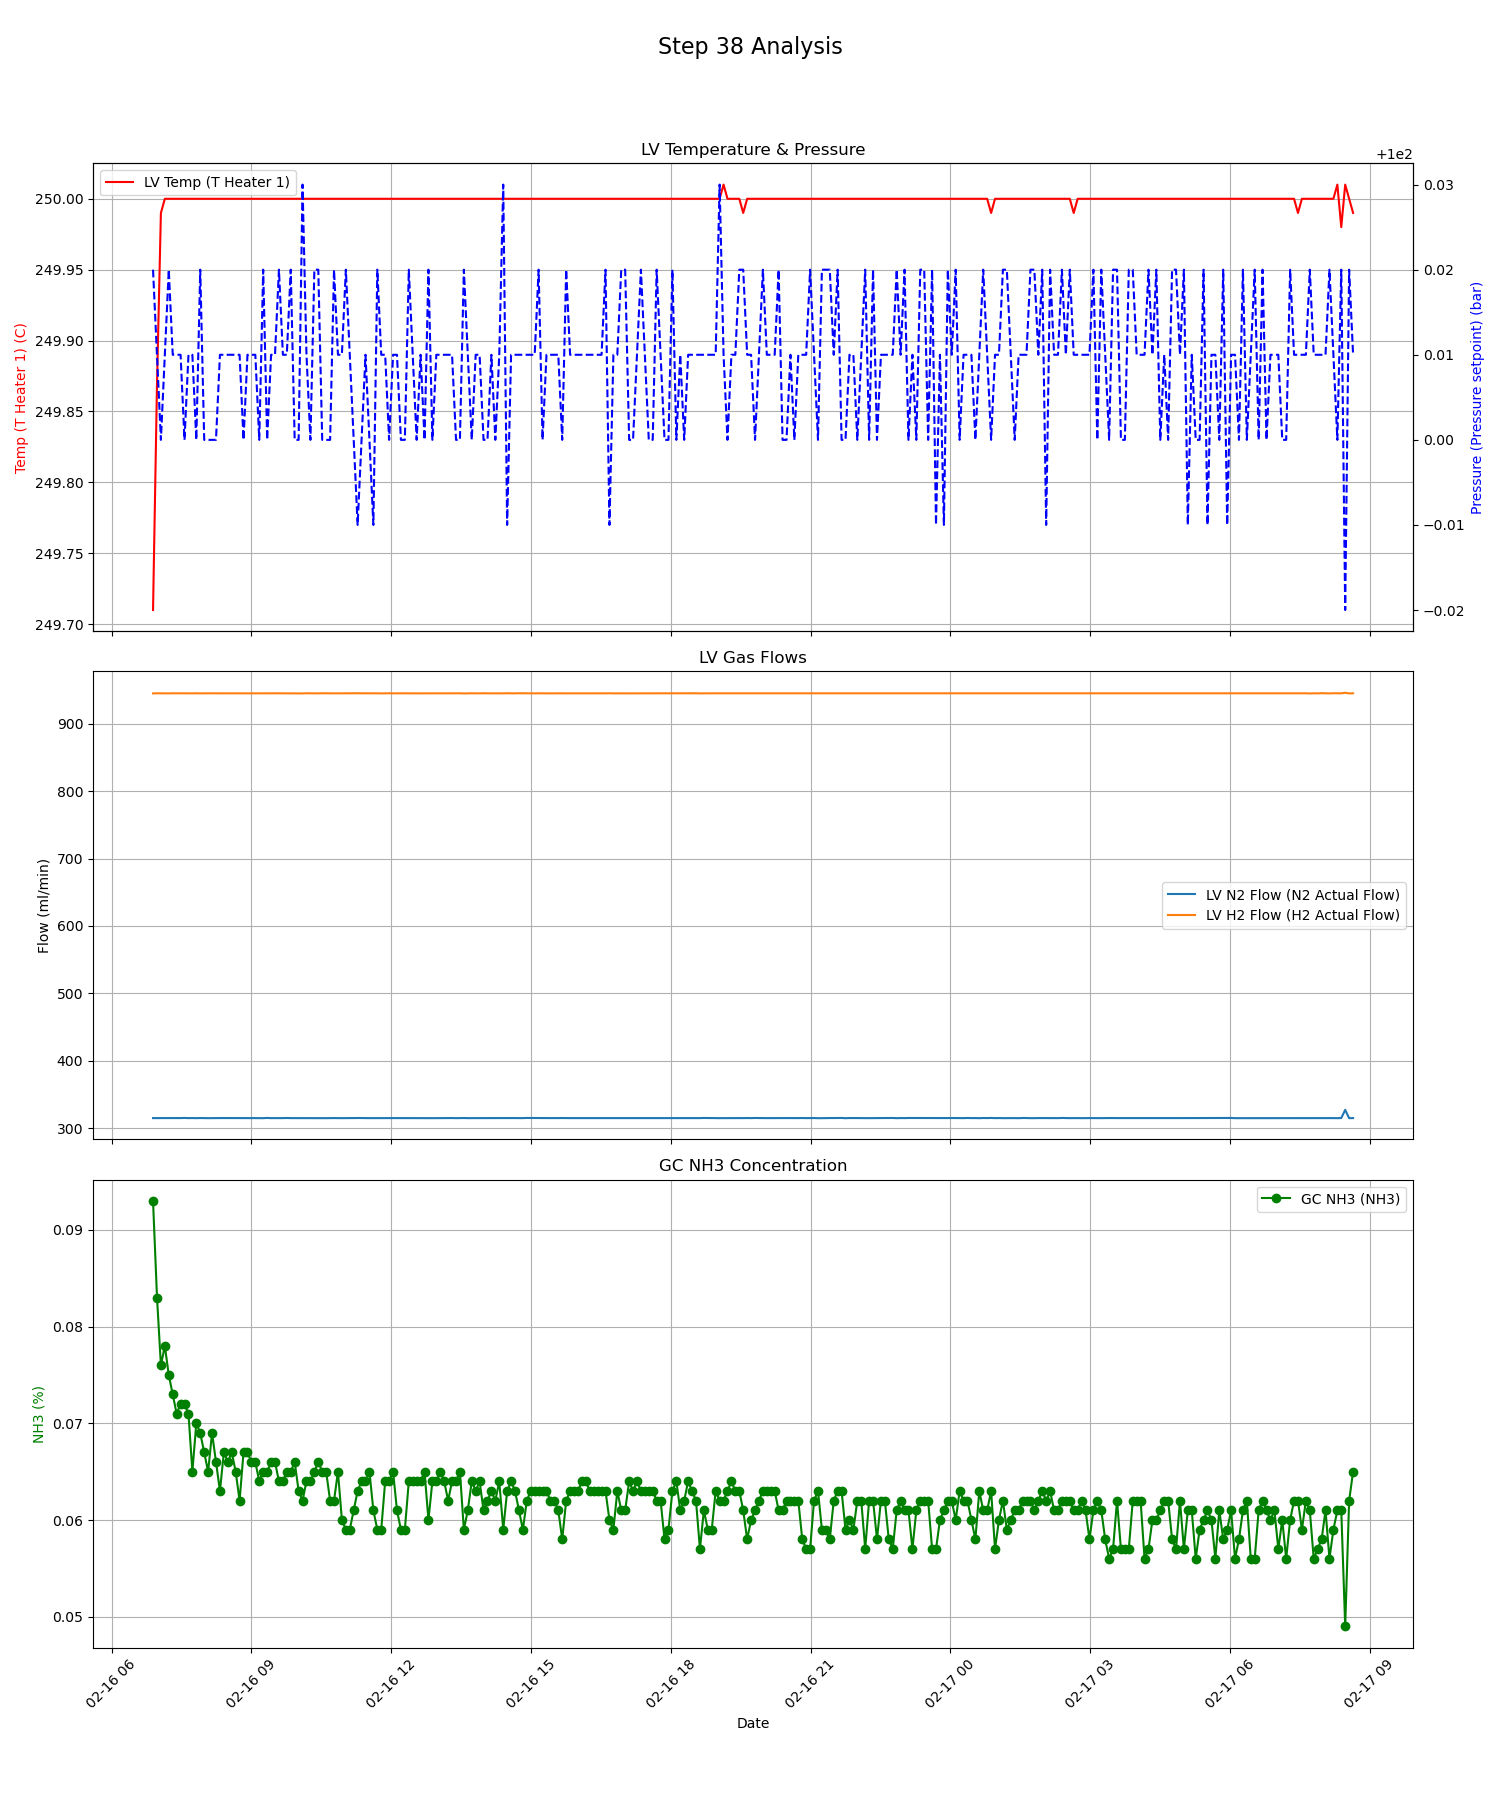 Step 38 Analysis
LV Temperature & Pressure
+1e2
LV Temp (T Heater 1)
250.00
249.95
249.90
249.85
249.80
249.75
249.70
Temp (T Heater 1) (C)
0.03
0.02
0.01
0.00
−0.01
−0.02
Pressure (Pressure setpoint) (bar)
LV Gas Flows
900
800
700
600
500
400
300
Flow (ml/min)
LV N2 Flow (N2 Actual Flow)
LV H2 Flow (H2 Actual Flow)
GC NH3 Concentration
GC NH3 (NH3)
0.09
0.08
0.07
0.06
0.05
NH3 (%)
02-16 06
02-16 09
02-16 12
02-16 15
02-16 18
02-16 21
02-17 00
02-17 03
02-17 06
02-17 09
Date